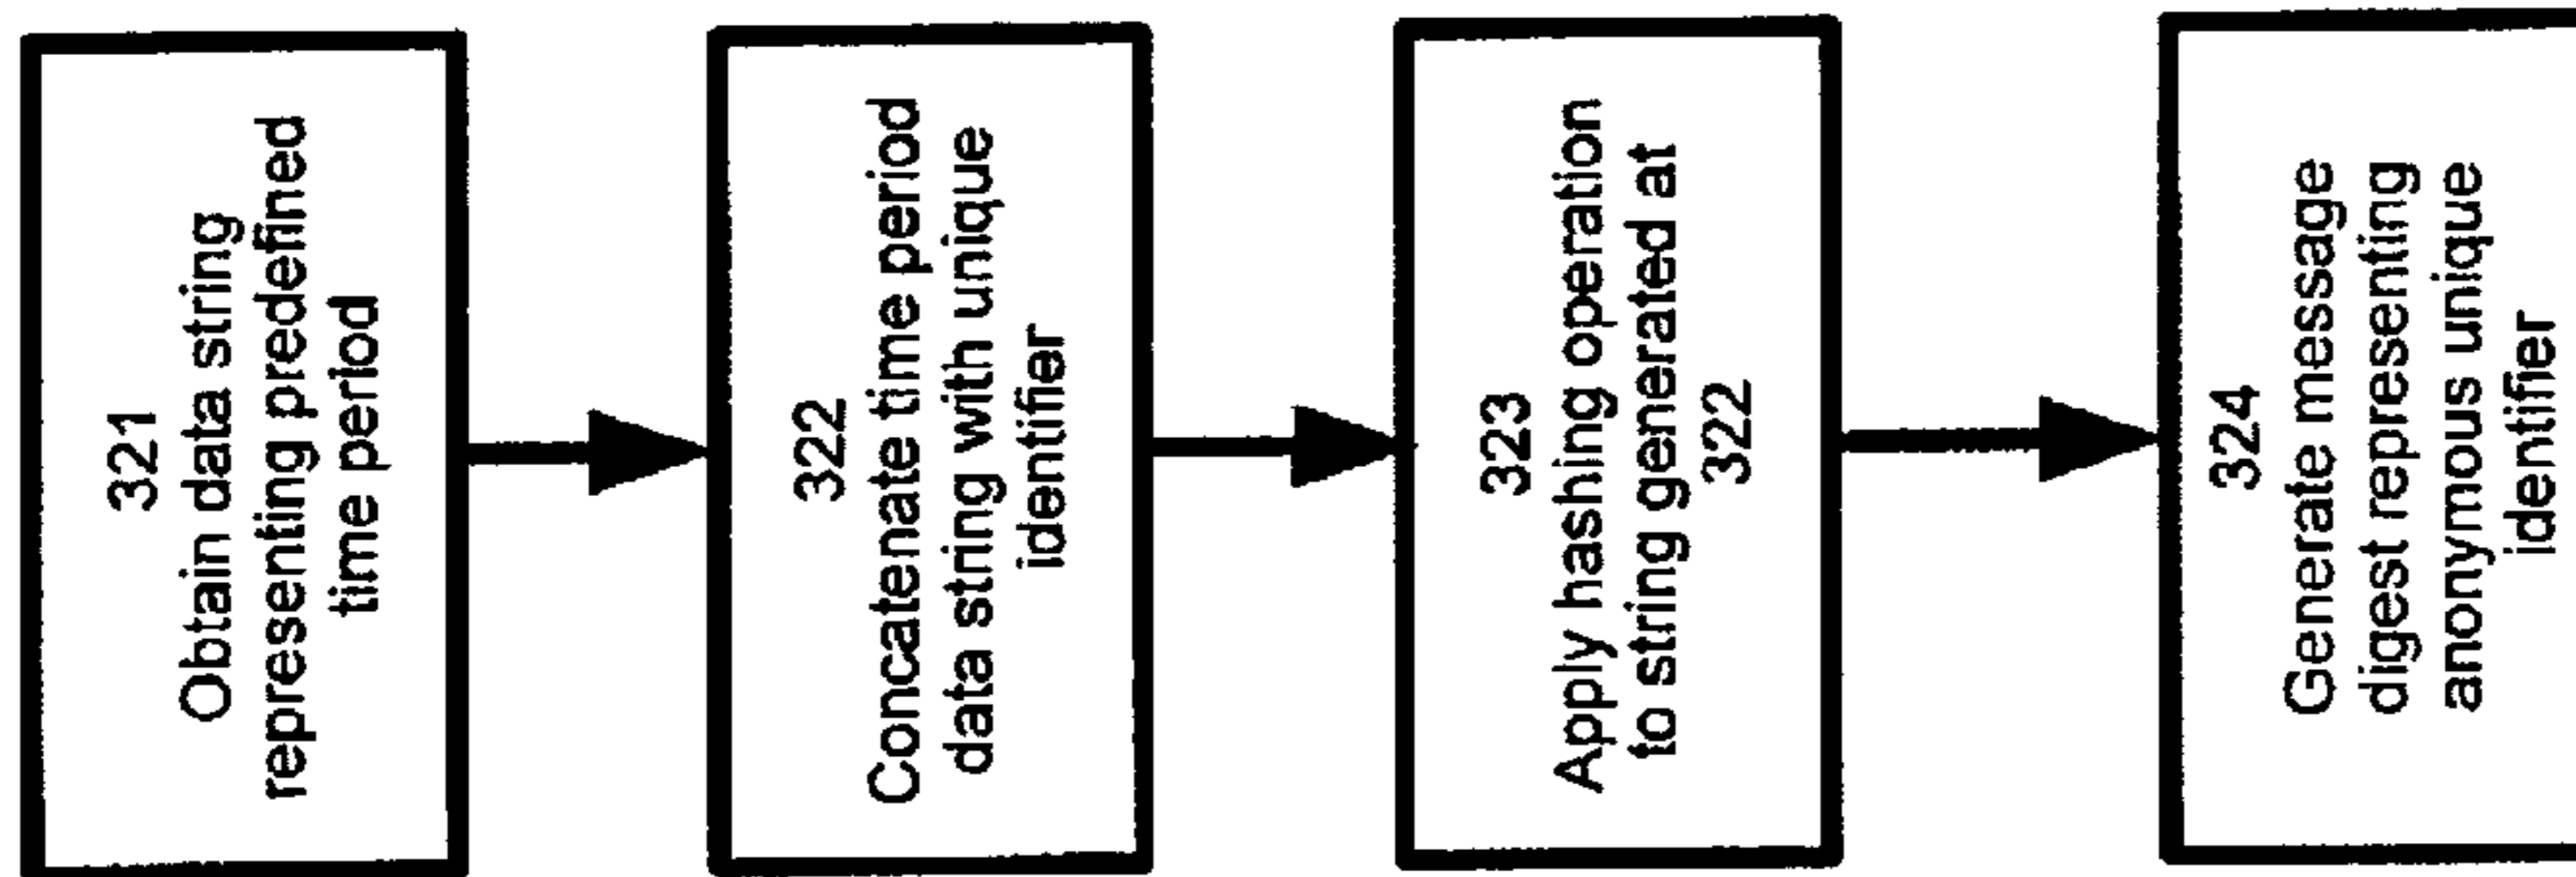 321
Obtain data string
representing predefined
time period
322
Concatenate time period
data string with unique
identifier
323
Apply hashing operation
to string generated at
322
324
Generate message
digest representing
anonymous unique
identifier